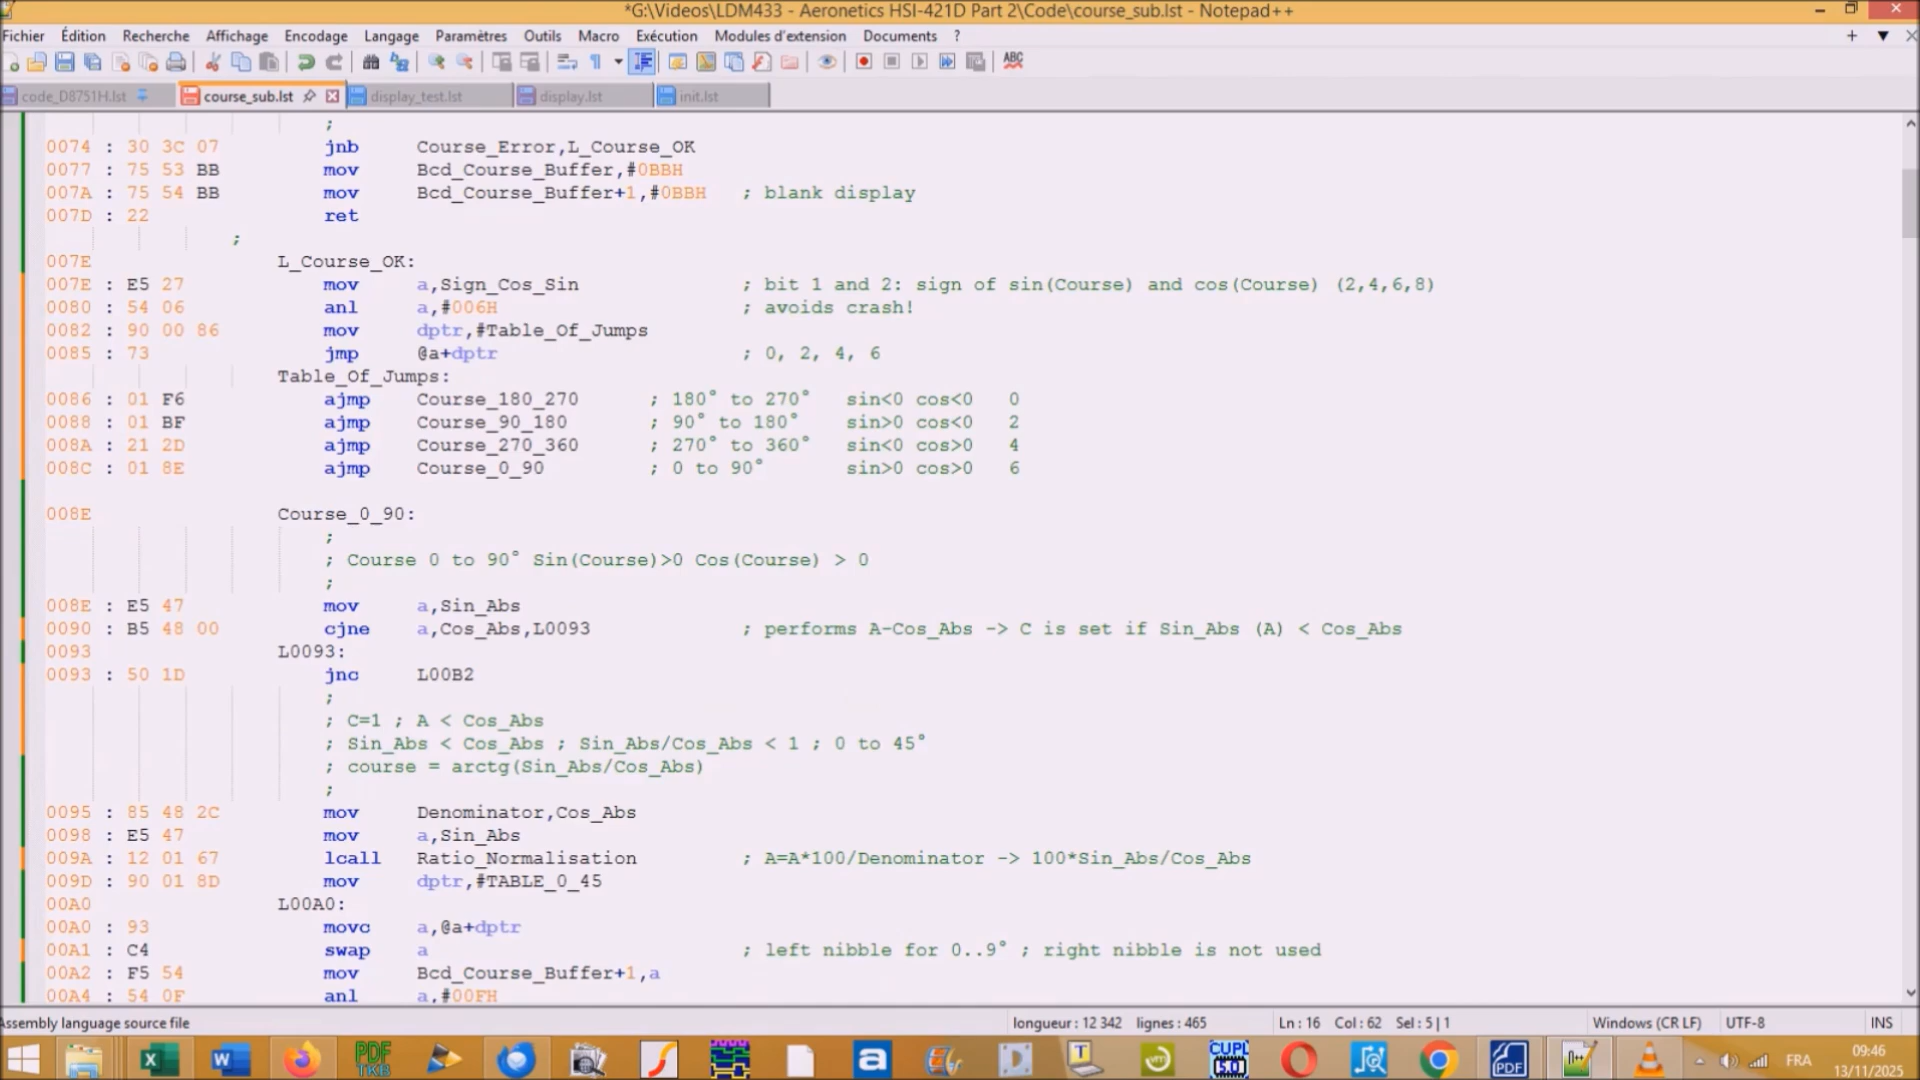 *G:\Videos\LDM433 - Aeronetics HSI-421D Part 2\Code\course_sub.lst - Notepad++
Fichier Édition Recherche Affichage Encodage Langage Paramètres Outils Macro Exécution Modules d'extension Documents ?
code_D8751H.lst course_sub.lst display_test.lst display.lst init.lst
;
0074 : 30 3C 07 jnb Course_Error,L_Course_OK
0077 : 75 53 BB mov Bcd_Course_Buffer,#0BBH
007A : 75 54 BB mov Bcd_Course_Buffer+1,#0BBH ; blank display
007D : 22 ret
;
007E L_Course_OK:
007E : E5 27 mov a,Sign_Cos_Sin ; bit 1 and 2: sign of sin(Course) and cos(Course) (2,4,6,8)
0080 : 54 06 anl a,#006H ; avoids crash!
0082 : 90 00 86 mov dptr,#Table_Of_Jumps
0085 : 73 jmp @a+dptr ; 0, 2, 4, 6
Table_Of_Jumps:
0086 : 01 F6 ajmp Course_180_270 ; 180° to 270° sin<0 cos<0 0
0088 : 01 BF ajmp Course_90_180 ; 90° to 180° sin>0 cos<0 2
008A : 21 2D ajmp Course_270_360 ; 270° to 360° sin<0 cos>0 4
008C : 01 8E ajmp Course_0_90 ; 0 to 90° sin>0 cos>0 6
008E Course_0_90:
;
; Course 0 to 90° Sin(Course)>0 Cos(Course) > 0
;
008E : E5 47 mov a,Sin_Abs
0090 : B5 48 00 cjne a,Cos_Abs,L0093 ; performs A-Cos_Abs -> C is set if Sin_Abs (A) < Cos_Abs
0093 L0093:
0093 : 50 1D jnc L00B2
;
; C=1 ; A < Cos_Abs
; Sin_Abs < Cos_Abs ; Sin_Abs/Cos_Abs < 1 ; 0 to 45°
; course = arctg(Sin_Abs/Cos_Abs)
;
0095 : 85 48 2C mov Denominator,Cos_Abs
0098 : E5 47 mov a,Sin_Abs
009A : 12 01 67 lcall Ratio_Normalisation ; A=A*100/Denominator -> 100*Sin_Abs/Cos_Abs
009D : 90 01 8D mov dptr,#TABLE_0_45
00A0 L00A0:
00A0 : 93 movc a,@a+dptr
00A1 : C4 swap a ; left nibble for 0..9° ; right nibble is not used
00A2 : F5 54 mov Bcd_Course_Buffer+1,a
00A4 : 54 0F anl a,#00FH
Assembly language source file longueur : 12 342 lignes : 465 Ln : 16 Col : 62 Sel : 5 | 1 Windows (CR LF) UTF-8 INS
PDF TKB CUPL 5.0 PDF FRA 09:46
13/11/2025